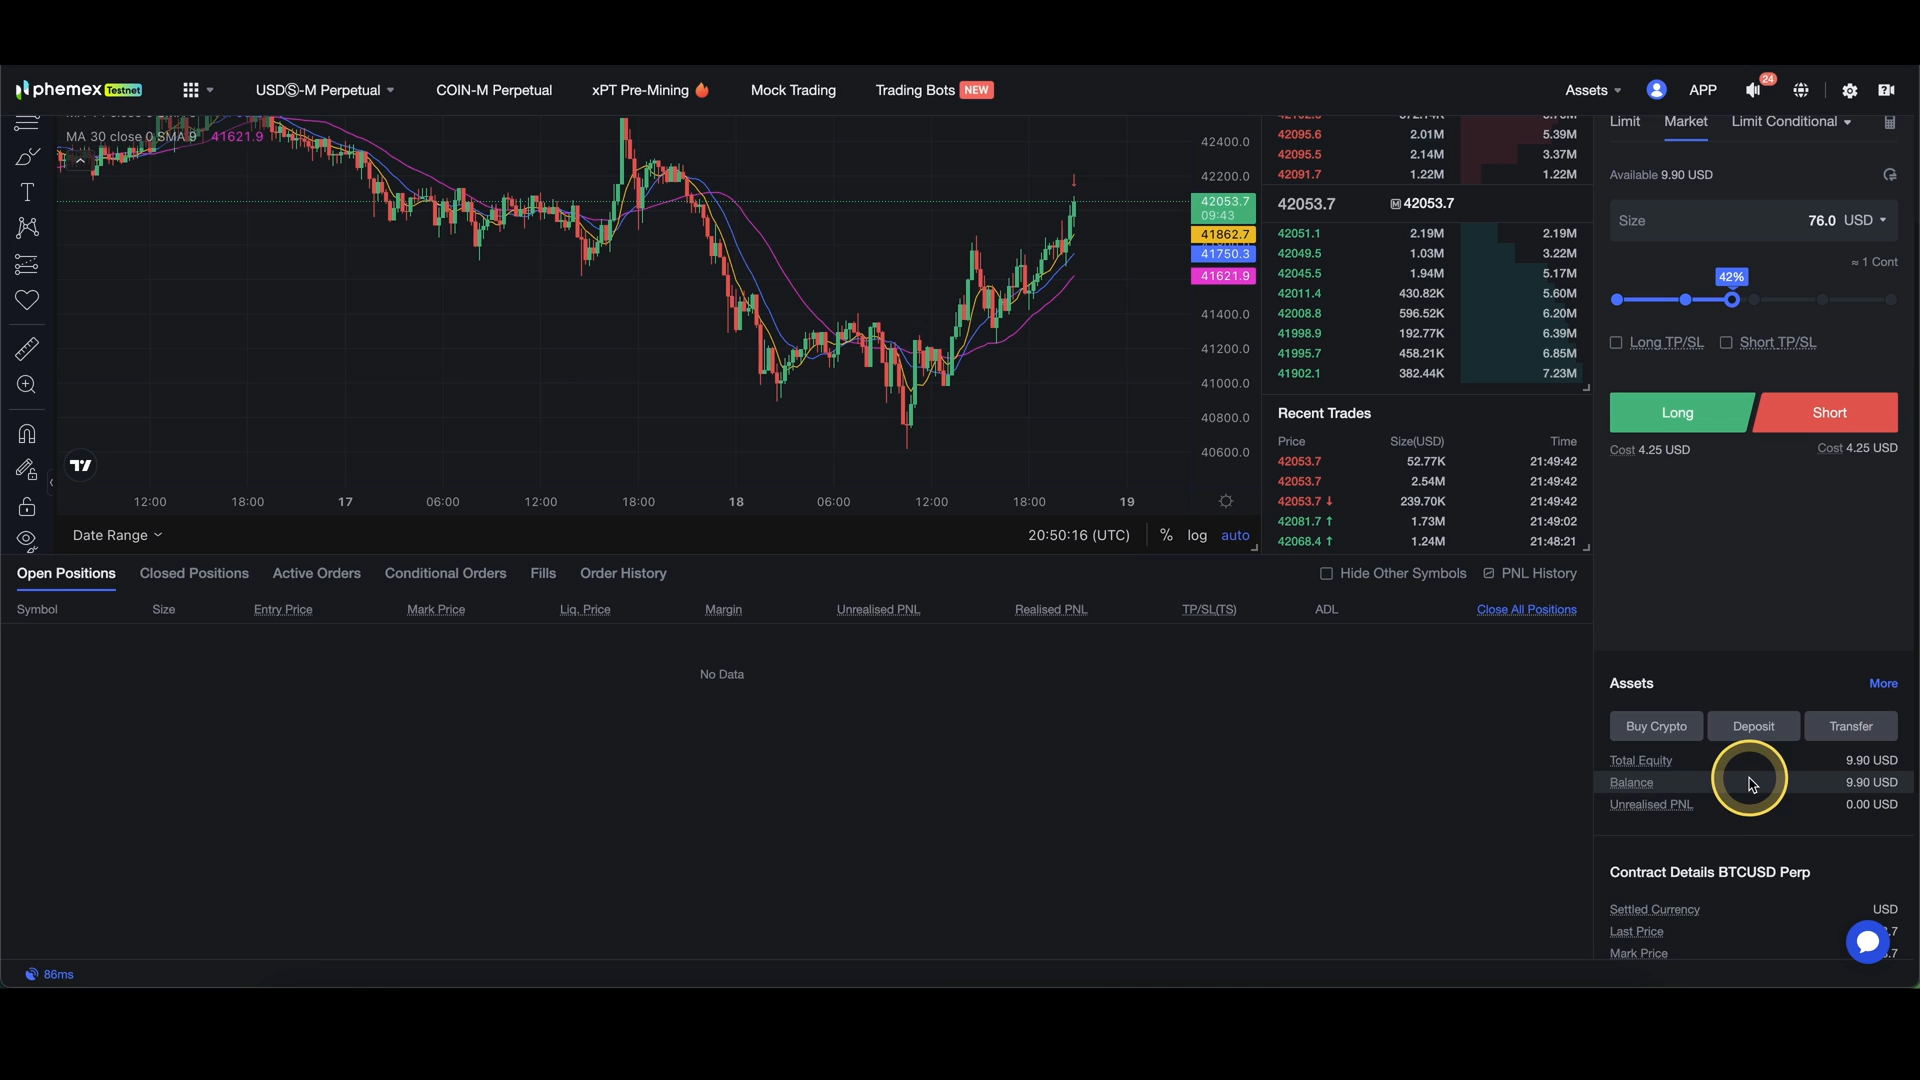 phemex Testnet
USDⓈ-M Perpetual
COIN-M Perpetual
xPT Pre-Mining
Mock Trading
Trading Bots NEW
Assets
APP
24
MA 30 close 0 SMA 9 41621.9
42400.0
42200.0
42053.7
09:43
41862.7
41750.3
41621.9
41400.0
41200.0
41000.0
40800.0
40600.0
12:00 18:00 17 06:00 12:00 18:00 18 06:00 12:00 18:00 19
Date Range
20:50:16 (UTC) % log auto
42095.6 2.01M 5.39M
42095.5 2.14M 3.37M
42091.7 1.22M 1.22M
42053.7 M 42053.7
42051.1 2.19M 2.19M
42049.5 1.03M 3.22M
42045.5 1.94M 5.17M
42011.4 430.82K 5.60M
42008.8 596.52K 6.20M
41998.9 192.77K 6.39M
41995.7 458.21K 6.85M
41902.1 382.44K 7.23M
Recent Trades
Price Size(USD) Time
42053.7 52.77K 21:49:42
42053.7 2.54M 21:49:42
42053.7 ↓ 239.70K 21:49:42
42081.7 ↑ 1.73M 21:49:02
42068.4 ↑ 1.24M 21:48:21
Limit Market Limit Conditional
Available 9.90 USD
Size 76.0 USD
≈ 1 Cont
42%
Long TP/SL Short TP/SL
Long Short
Cost 4.25 USD Cost 4.25 USD
Open Positions Closed Positions Active Orders Conditional Orders Fills Order History
Hide Other Symbols PNL History
Symbol Size Entry Price Mark Price Liq. Price Margin Unrealised PNL Realised PNL TP/SL(TS) ADL Close All Positions
No Data
Assets More
Buy Crypto Deposit Transfer
Total Equity 9.90 USD
Balance 9.90 USD
Unrealised PNL 0.00 USD
Contract Details BTCUSD Perp
Settled Currency USD
Last Price .7
Mark Price .7
86ms